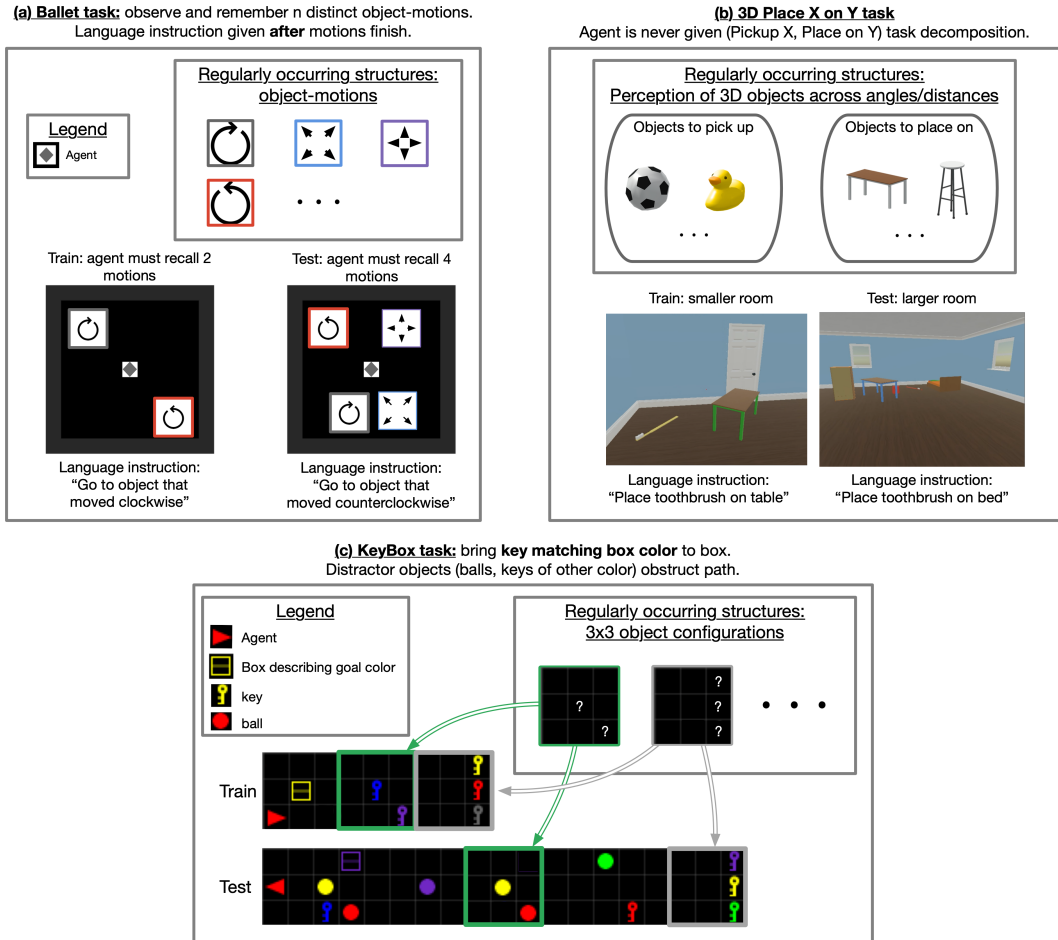 (a) Ballet task: observe and remember n distinct object-motions.
Language instruction given after motions finish.
Regularly occurring structures:
object-motions
Legend
Agent
. . .
Train: agent must recall 2
motions
Test: agent must recall 4
motions
Language instruction:
“Go to object that
moved clockwise”
Language instruction:
“Go to object that
moved counterclockwise”
(b) 3D Place X on Y task
Agent is never given (Pickup X, Place on Y) task decomposition.
Regularly occurring structures:
Perception of 3D objects across angles/distances
Objects to pick up
Objects to place on
. . .
. . .
Train: smaller room
Test: larger room
Language instruction:
“Place toothbrush on table”
Language instruction:
“Place toothbrush on bed”
(c) KeyBox task: bring key matching box color to box.
Distractor objects (balls, keys of other color) obstruct path.
Legend
Agent
Box describing goal color
key
ball
Regularly occurring structures:
3x3 object configurations
?
?
?
?
?
. . .
Train
Test